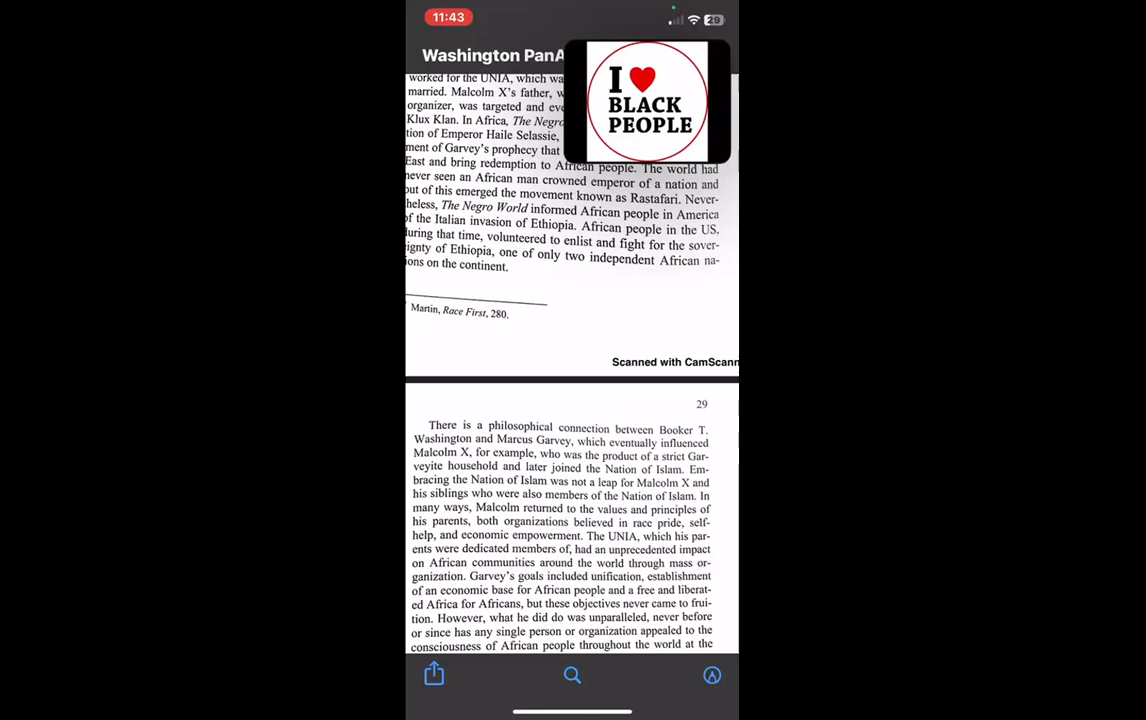 11:43
29
Washington PanA
I
BLACK
PEOPLE
worked for the UNIA, which wa
married. Malcolm X's father, w
organizer, was targeted and eve
Klux Klan. In Africa, The Negro
tion of Emperor Haile Selassie,
ment of Garvey's prophecy that
East and bring redemption to African people. The world had
never seen an African man crowned emperor of a nation and
out of this emerged the movement known as Rastafari. Never-
heless, The Negro World informed African people in America
of the Italian invasion of Ethiopia. African people in the US,
during that time, volunteered to enlist and fight for the sover-
ignty of Ethiopia, one of only two independent African na-
ions on the continent.
Martin, Race First, 280.
Scanned with CamScann
29
There is a philosophical connection between Booker T.
Washington and Marcus Garvey, which eventually influenced
Malcolm X, for example, who was the product of a strict Gar-
veyite household and later joined the Nation of Islam. Em-
bracing the Nation of Islam was not a leap for Malcolm X and
his siblings who were also members of the Nation of Islam. In
many ways, Malcolm returned to the values and principles of
his parents, both organizations believed in race pride, self-
help, and economic empowerment. The UNIA, which his par-
ents were dedicated members of, had an unprecedented impact
on African communities around the world through mass or-
ganization. Garvey's goals included unification, establishment
of an economic base for African people and a free and liberat-
ed Africa for Africans, but these objectives never came to frui-
tion. However, what he did do was unparalleled, never before
or since has any single person or organization appealed to the
consciousness of African people throughout the world at the